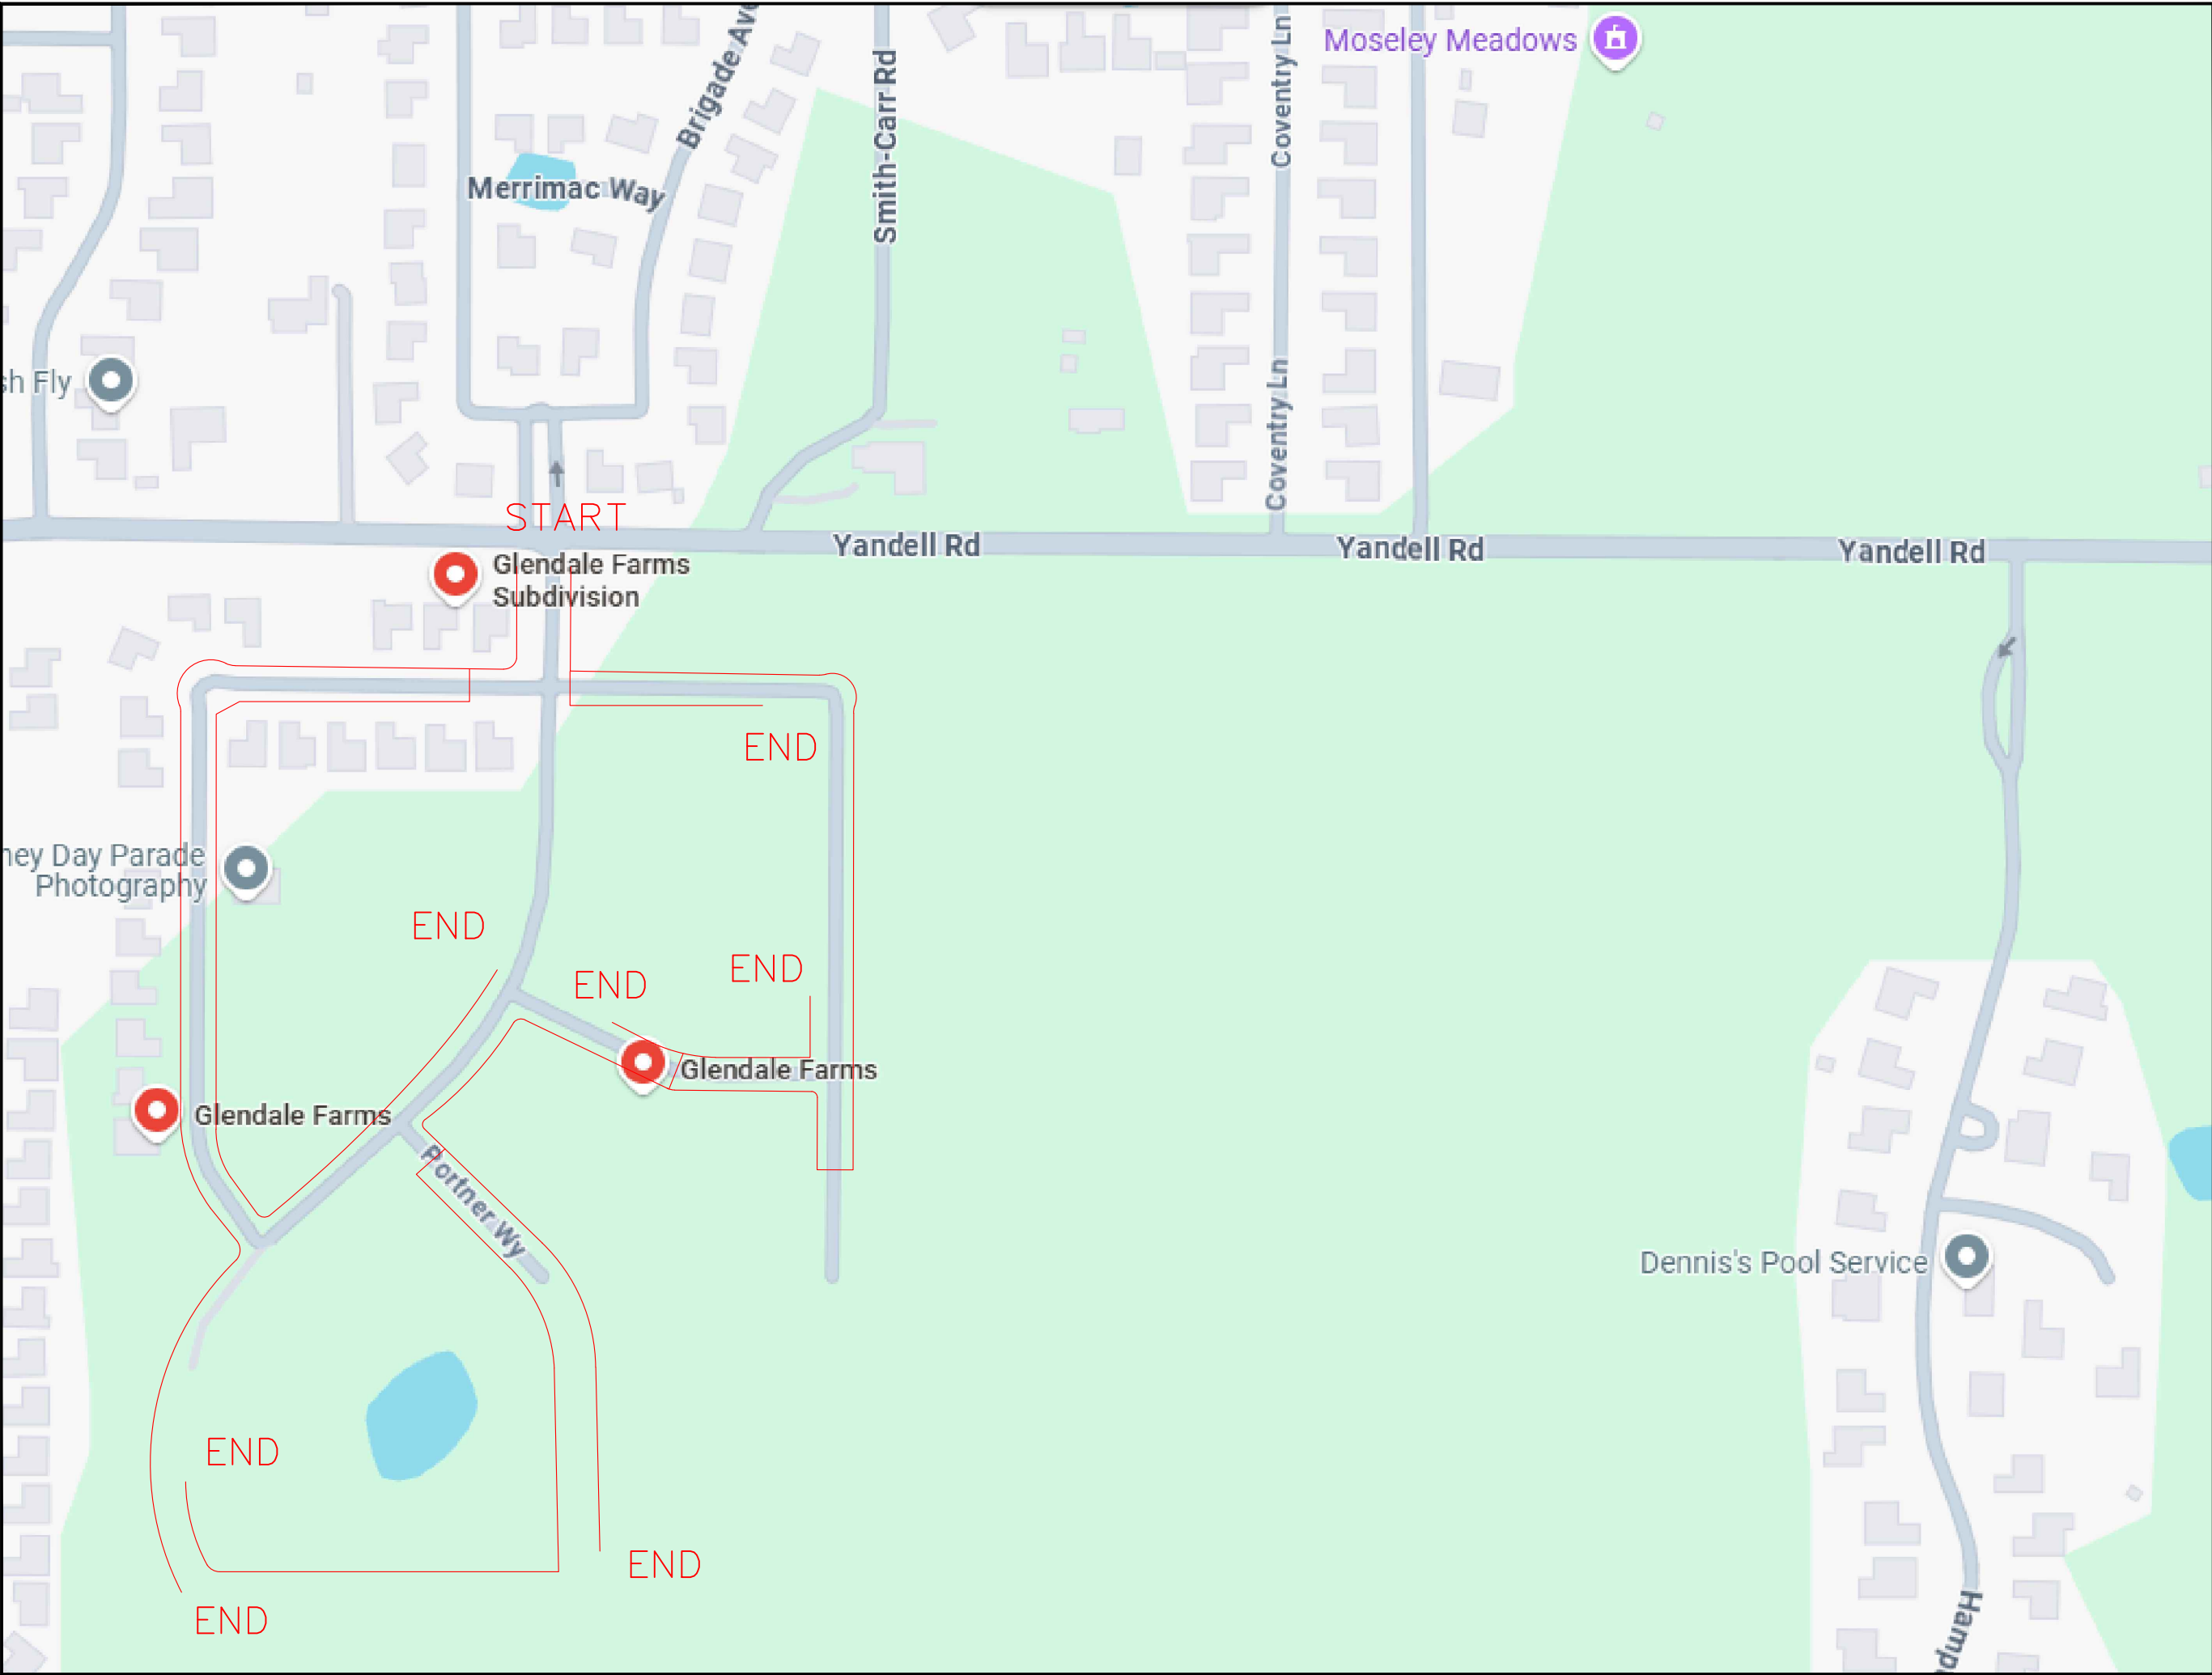 Moseley Meadows
Brigade Ave
Smith-Carr Rd
Coventry Ln
Merrimac Way
sh Fly
Coventry Ln
START
Yandell Rd
Yandell Rd
Yandell Rd
Glendale Farms
Subdivision
END
ney Day Parade
Photography
END
END
END
Glendale Farms
Glendale Farms
Portner Wy
Dennis's Pool Service
END
END
END
Hamp